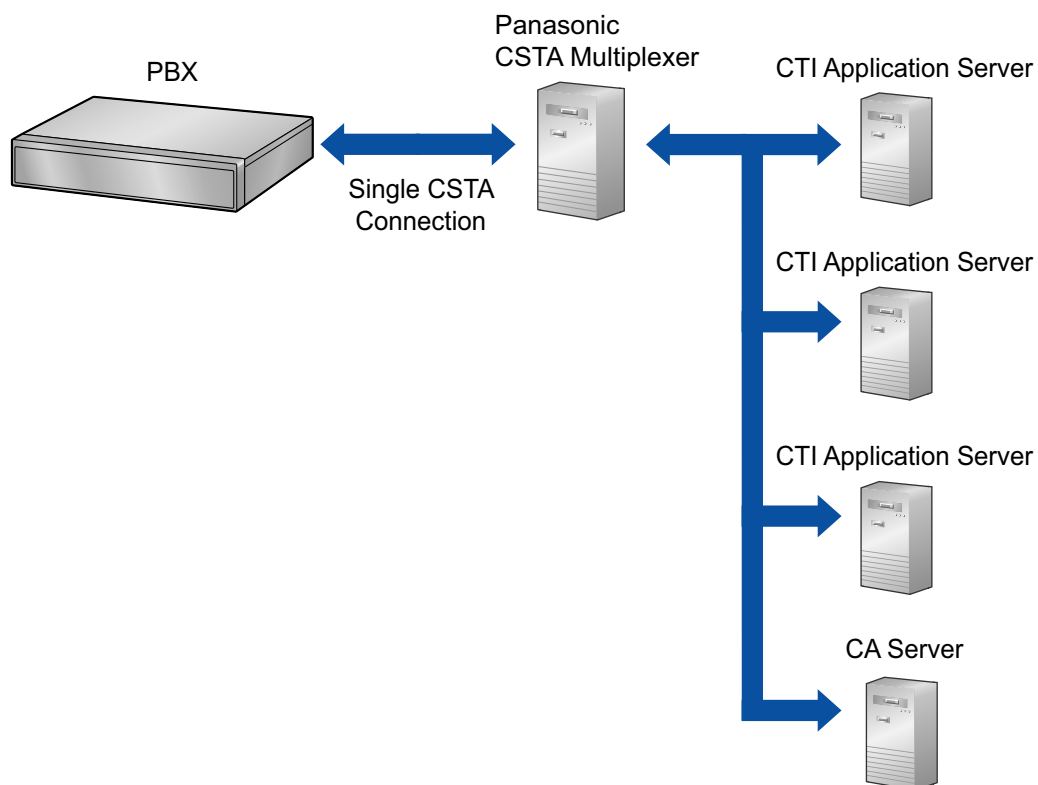 Panasonic
CSTA Multiplexer
PBX
CTI Application Server
Single CSTA
Connection
CTI Application Server
CTI Application Server
CA Server